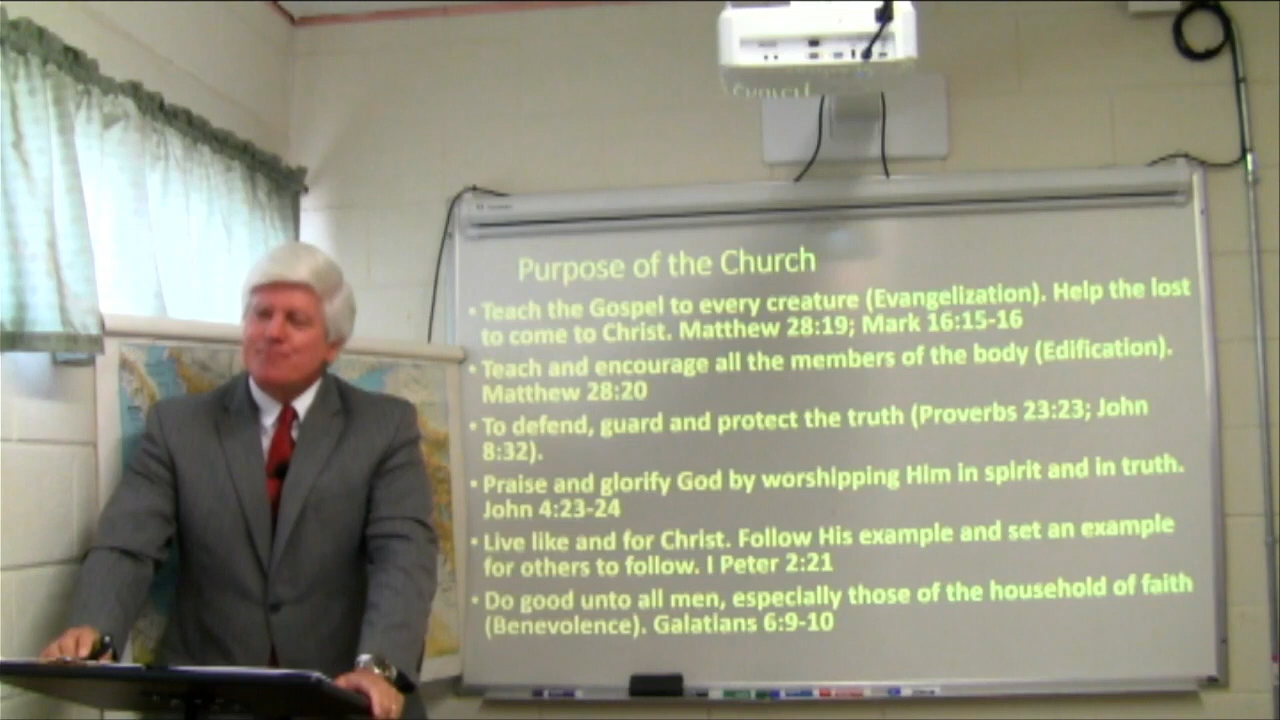 Purpose of the Church
• Teach the Gospel to every creature (Evangelization). Help the lost
to come to Christ. Matthew 28:19; Mark 16:15-16
• Teach and encourage all the members of the body (Edification).
Matthew 28:20
• To defend, guard and protect the truth (Proverbs 23:23; John
8:32).
• Praise and glorify God by worshipping HIm in spirit and in truth.
John 4:23-24
• Live like and for Christ. Follow His example and set an example
for others to follow. I Peter 2:21
• Do good unto all men, especially those of the household of faith
(Benevolence). Galatians 6:9-10